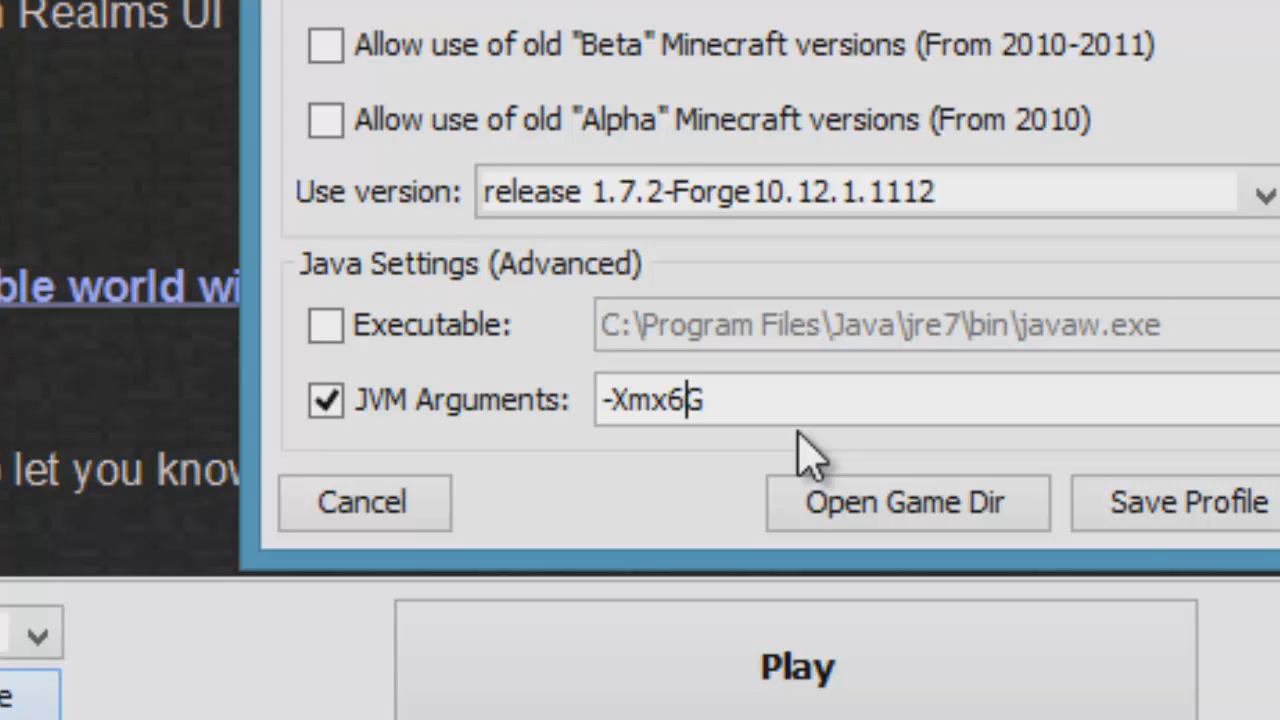 Realms UI
Allow use of old "Beta" Minecraft versions (From 2010-2011)
Allow use of old "Alpha" Minecraft versions (From 2010)
Use version: release 1.7.2-Forge10.12.1.1112
ble world wi
Java Settings (Advanced)
Executable: C:\Program Files\Java\jre7\bin\javaw.exe
JVM Arguments: -Xmx6G
let you know
Cancel Open Game Dir Save Profile
Play